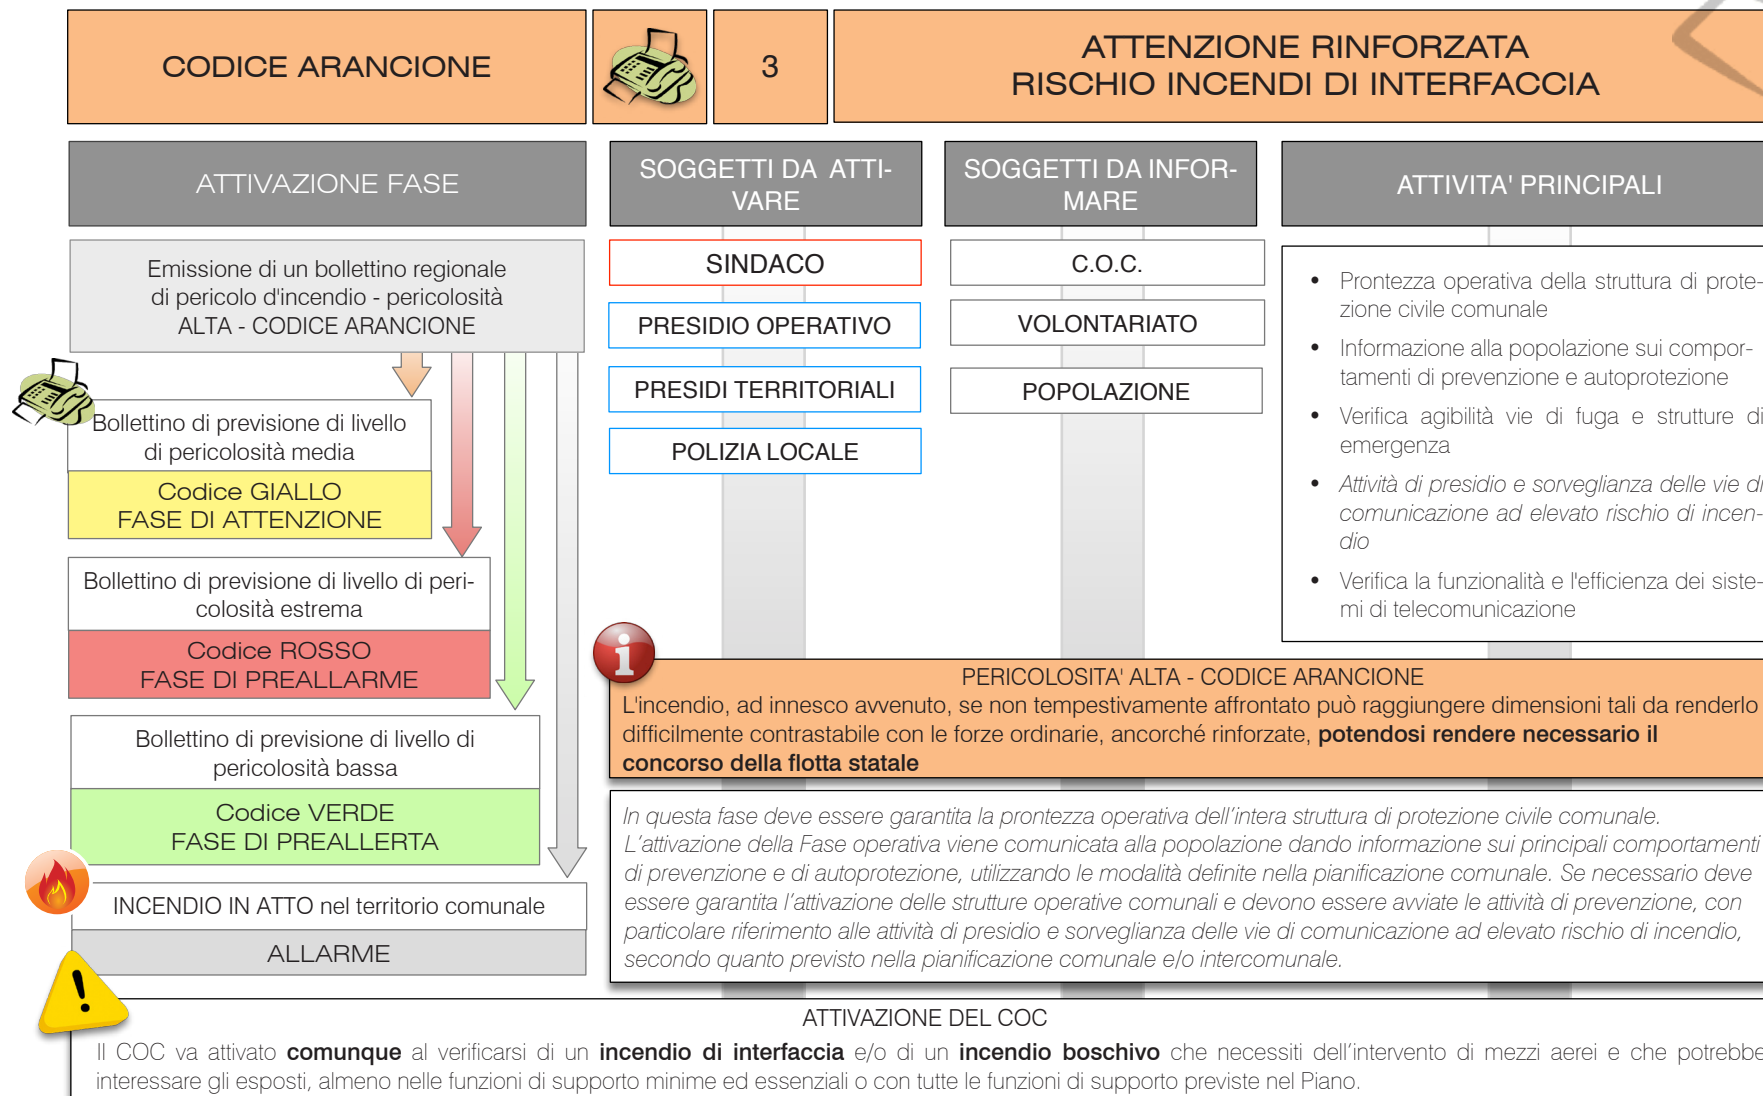 CODICE ARANCIONE
3
ATTENZIONE RINFORZATA
RISCHIO INCENDI DI INTERFACCIA
ATTIVAZIONE FASE
Emissione di un bollettino regionale
di pericolo d'incendio - pericolosità
ALTA - CODICE ARANCIONE
Bollettino di previsione di livello
di pericolosità media
Codice GIALLO
FASE DI ATTENZIONE
Bollettino di previsione di livello di peri-
colosità estrema
Codice ROSSO
FASE DI PREALLARME
Bollettino di previsione di livello di
pericolosità bassa
Codice VERDE
FASE DI PREALLERTA
INCENDIO IN ATTO nel territorio comunale
ALLARME
SOGGETTI DA ATTI-
VARE
SINDACO
PRESIDIO OPERATIVO
PRESIDI TERRITORIALI
POLIZIA LOCALE
SOGGETTI DA INFOR-
MARE
C.O.C.
VOLONTARIATO
POPOLAZIONE
ATTIVITA' PRINCIPALI
• Prontezza operativa della struttura di prote-
zione civile comunale
• Informazione alla popolazione sui compor-
tamenti di prevenzione e autoprotezione
• Verifica agibilità vie di fuga e strutture di
emergenza
• Attività di presidio e sorveglianza delle vie di
comunicazione ad elevato rischio di incen-
dio
• Verifica la funzionalità e l'efficienza dei siste-
mi di telecomunicazione
PERICOLOSITA' ALTA - CODICE ARANCIONE
L'incendio, ad innesco avvenuto, se non tempestivamente affrontato può raggiungere dimensioni tali da renderlo
difficilmente contrastabile con le forze ordinarie, ancorché rinforzate, potendosi rendere necessario il
concorso della flotta statale
In questa fase deve essere garantita la prontezza operativa dell'intera struttura di protezione civile comunale.
L'attivazione della Fase operativa viene comunicata alla popolazione dando informazione sui principali comportamenti
di prevenzione e di autoprotezione, utilizzando le modalità definite nella pianificazione comunale. Se necessario deve
essere garantita l'attivazione delle strutture operative comunali e devono essere avviate le attività di prevenzione, con
particolare riferimento alle attività di presidio e sorveglianza delle vie di comunicazione ad elevato rischio di incendio,
secondo quanto previsto nella pianificazione comunale e/o intercomunale.
ATTIVAZIONE DEL COC
Il COC va attivato comunque al verificarsi di un incendio di interfaccia e/o di un incendio boschivo che necessiti dell'intervento di mezzi aerei e che potrebbe
interessare gli esposti, almeno nelle funzioni di supporto minime ed essenziali o con tutte le funzioni di supporto previste nel Piano.